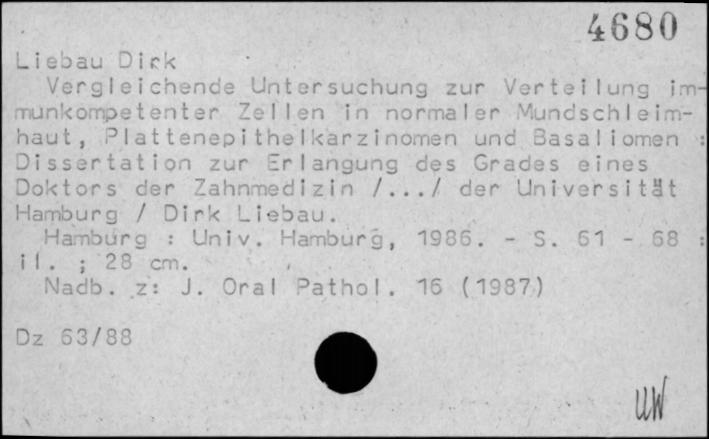 4680
Liebau Dirk
Vergleichende Untersuchung zur Verteilung im-
munkompetenter Zellen in normaler Mundschleim-
haut, Plattenepithelkarzinomen und Basaliomen :
Dissertation zur Erlangung des Grades eines
Doktors der Zahnmedizin /.../ der Universität
Hamburg / Dirk Liebau.
Hamburg : Univ. Hamburg, 1986. - S. 61 - 68 :
il. ; 28 cm.
Nadb. z: J. Oral Pathol. 16 (1987)
Dz 63/88
UW